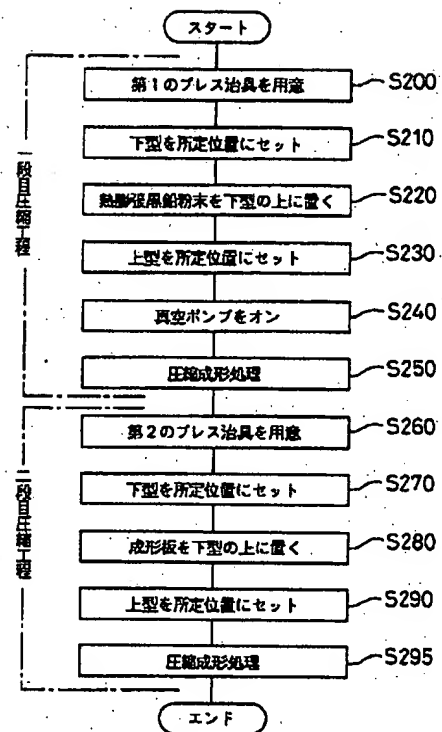 スタート
第1のプレス治具を用意 S200
下型を所定位置にセット S210
熱膨張黒鉛粉末を下型の上に置く S220
上型を所定位置にセット S230
真空ポンプをオン S240
圧縮成形処理 S250
一段目圧縮工程
第2のプレス治具を用意 S260
下型を所定位置にセット S270
成形板を下型の上に置く S280
上型を所定位置にセット S290
圧縮成形処理 S295
二段目圧縮工程
エンド